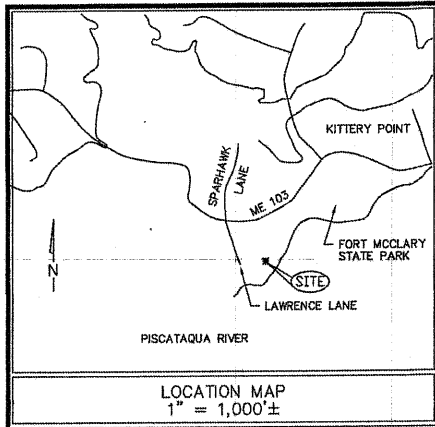 KITTERY POINT
SPARHAWK
LANE
ME 103
FORT MCCLARY
STATE PARK
N
SITE
LAWRENCE LANE
PISCATAQUA RIVER
LOCATION MAP
1" = 1,000'±